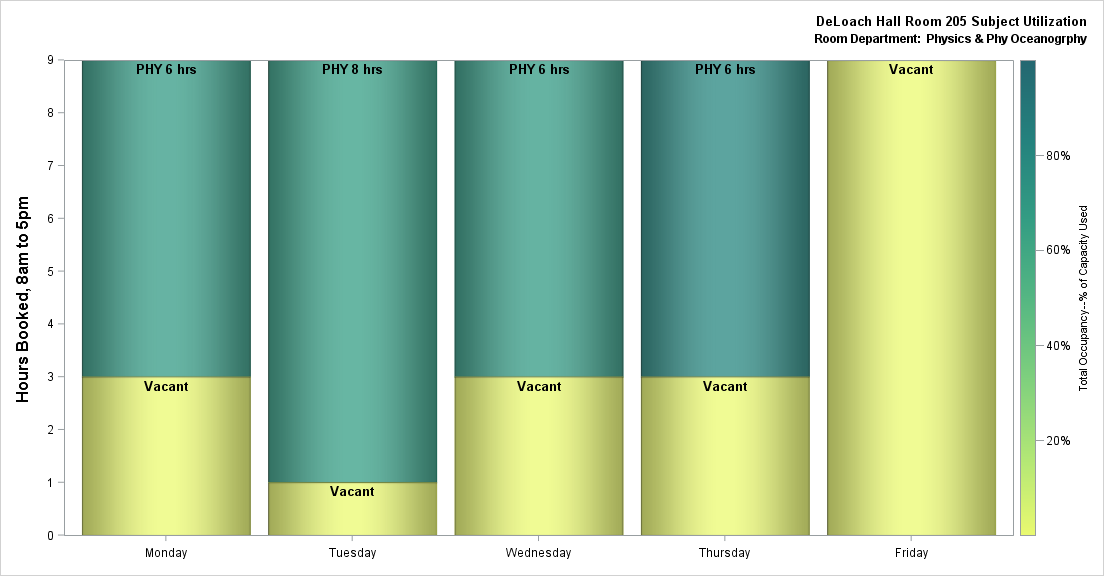 DeLoach Hall Room 205 Subject Utilization
Room Department: Physics & Phy Oceanogrphy
Hours Booked, 8am to 5pm
9
8
7
6
5
4
3
2
1
0
PHY 6 hrs
PHY 8 hrs
PHY 6 hrs
PHY 6 hrs
Vacant
Vacant
Vacant
Vacant
Vacant
Monday
Tuesday
Wednesday
Thursday
Friday
80%
60%
40%
20%
Total Occupancy--% of Capacity Used